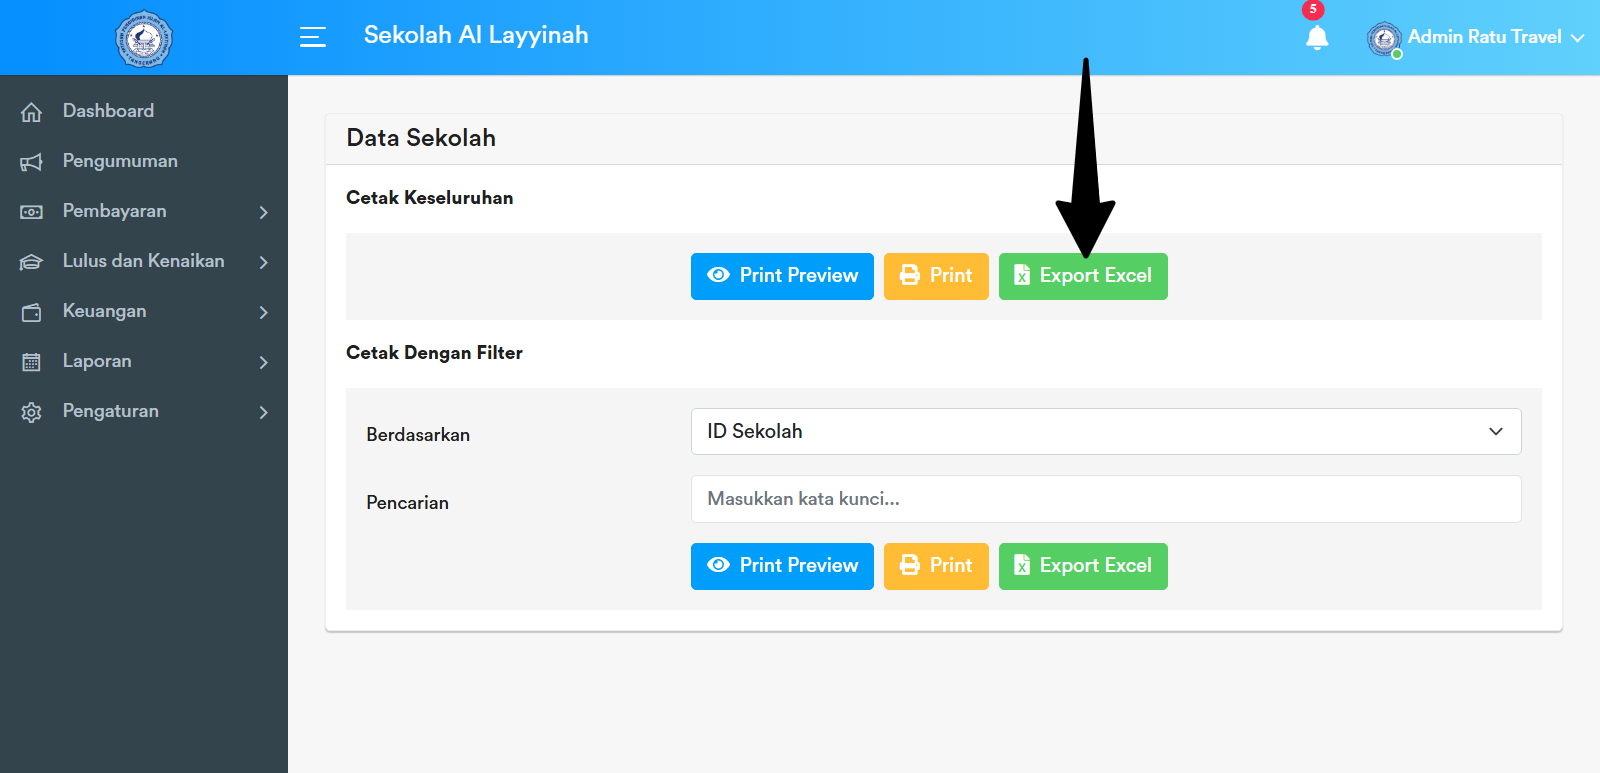 Sekolah Al Layyinah
5
Admin Ratu Travel
Dashboard
Pengumuman
Pembayaran
Lulus dan Kenaikan
Keuangan
Laporan
Pengaturan
Data Sekolah
Cetak Keseluruhan
Print Preview Print Export Excel
Cetak Dengan Filter
Berdasarkan ID Sekolah
Pencarian Masukkan kata kunci...
Print Preview Print Export Excel